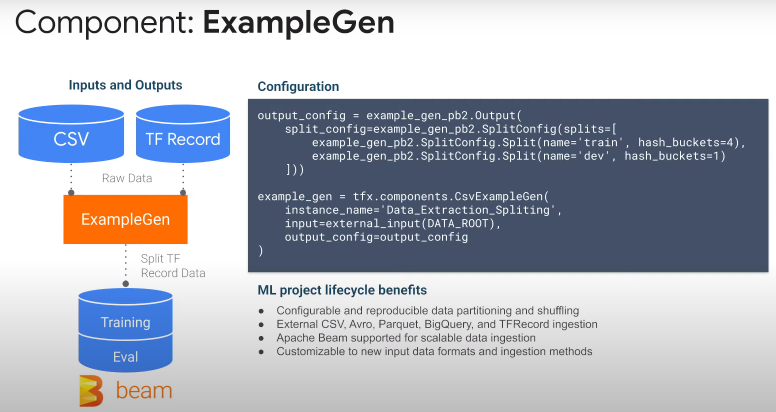 Component: ExampleGen
Inputs and Outputs
CSV
TF Record
Raw Data
ExampleGen
Split TF
Record Data
Training
Eval
beam
Configuration
output_config = example_gen_pb2.Output(
    split_config=example_gen_pb2.SplitConfig(splits=[
        example_gen_pb2.SplitConfig.Split(name='train', hash_buckets=4),
        example_gen_pb2.SplitConfig.Split(name='dev', hash_buckets=1)
    ]))
example_gen = tfx.components.CsvExampleGen(
    instance_name='Data_Extraction_Spliting',
    input=external_input(DATA_ROOT),
    output_config=output_config
)
ML project lifecycle benefits
● Configurable and reproducible data partitioning and shuffling
● External CSV, Avro, Parquet, BigQuery, and TFRecord ingestion
● Apache Beam supported for scalable data ingestion
● Customizable to new input data formats and ingestion methods